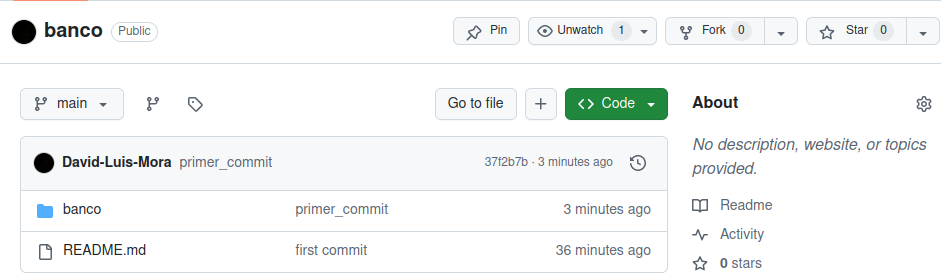 banco Public Pin Unwatch 1 Fork 0 Star 0
main Go to file + Code About
No description, website, or topics
provided.
David-Luis-Mora primer_commit 37f2b7b · 3 minutes ago
banco primer_commit 3 minutes ago
README.md first commit 36 minutes ago
Readme
Activity
0 stars